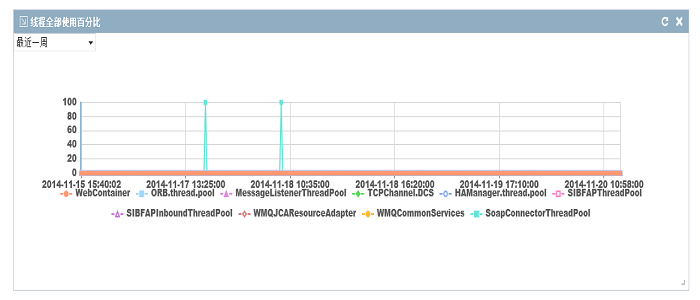 线程全部使用百分比
最近一周
100
80
60
40
20
0
2014-11-15 15:40:02 2014-11-17 13:25:00 2014-11-18 10:35:00 2014-11-18 16:20:00 2014-11-19 17:10:00 2014-11-20 10:58:00
WebContainer ORB.thread.pool MessageListenerThreadPool TCPChannel.DCS HAManager.thread.pool SIBFAPThreadPool
SIBFAPInboundThreadPool WMQJCAResourceAdapter WMQCommonServices SoapConnectorThreadPool